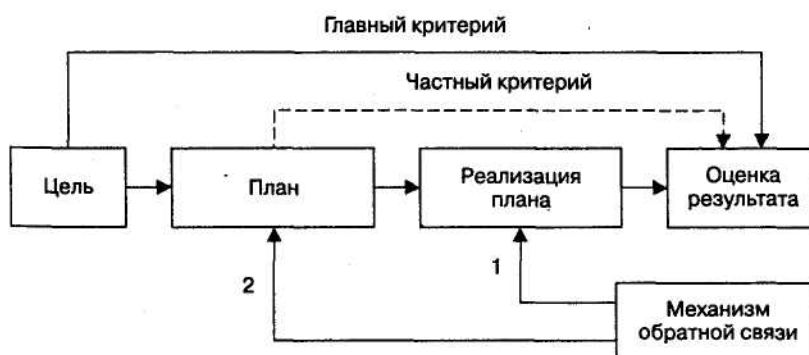 Главный критерий
Частный критерий
Цель
План
Реализация
плана
Оценка
результата
2
1
Механизм
обратной связи